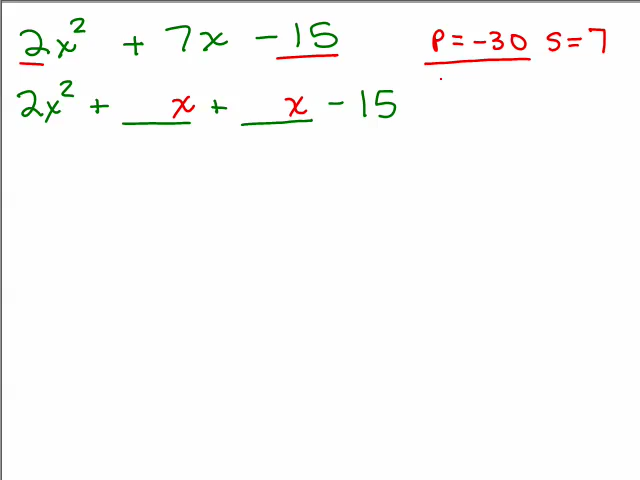 2x² + 7x - 15 P = -30 S = 7
2x² + ___x + ___x - 15